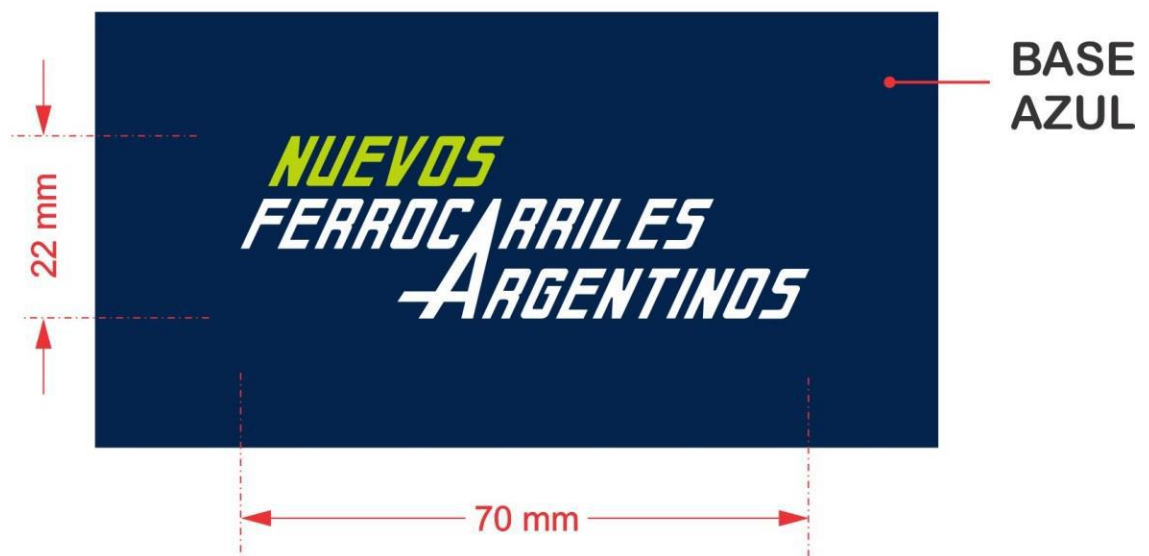 BASE
AZUL
NUEVOS
FERROCARRILES
ARGENTINOS
22 mm
70 mm